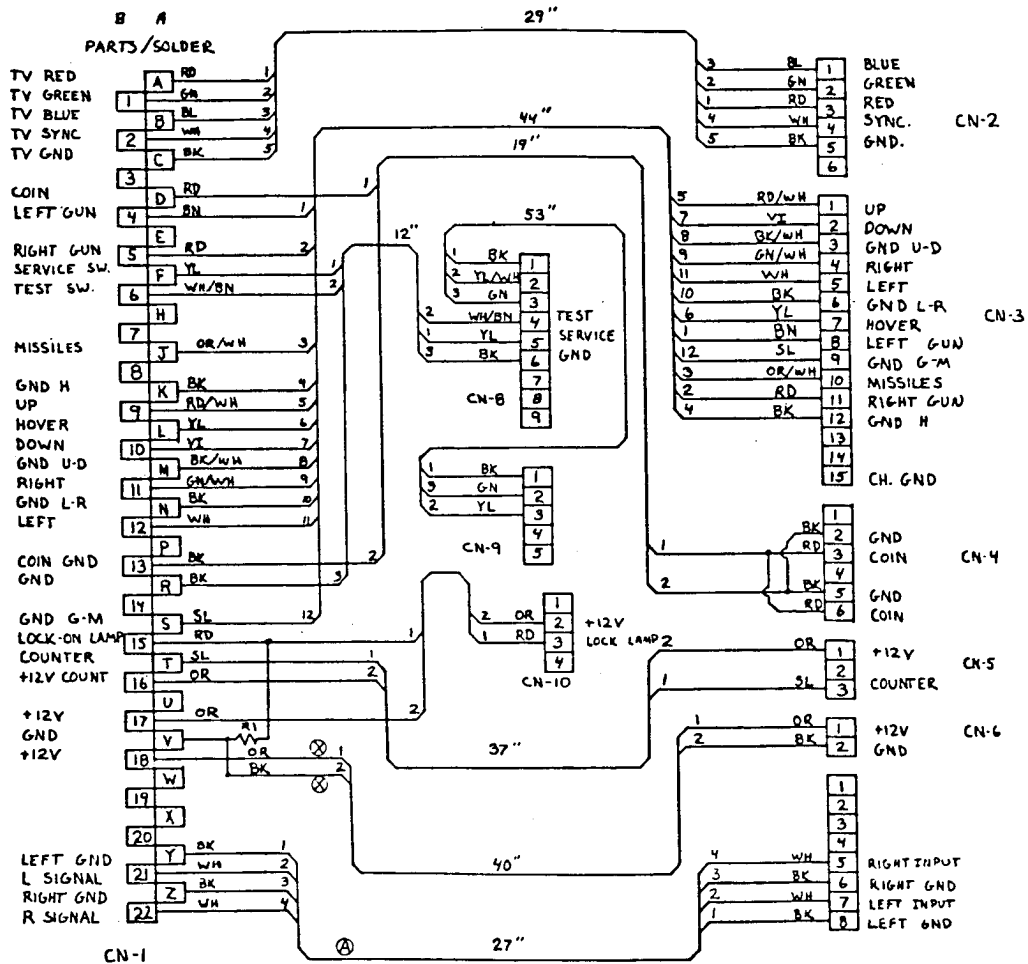 B A
PARTS/SOLDER
29"
TV RED A RD 1
TV GREEN 1 GN 2
TV BLUE B BL 3
TV SYNC 2 WH 4
TV GND C BK 5
3
COIN D RD 1
LEFT GUN 4 BN 1
E
RIGHT GUN 5 RD 2
SERVICE SW. F YL 1
TEST SW. 6 WH/BN 2
H
7
MISSILES J OR/WH 3
8
GND H K BK 4
UP 9 RD/WH 5
HOVER L YL 6
DOWN 10 VI 7
GND U-D M BK/WH 8
RIGHT 11 GN/WH 9
GND L-R N BK 10
LEFT 12 WH 11
P
COIN GND 13 BK 2
GND R BK 3
14
GND G-M S SL 12
LOCK-ON LAMP 15 RD 1
COUNTER T SL 1
+12V COUNT 16 OR 2
U
+12V 17 OR 2
GND V R1
+12V 18 OR 1
BK 2
W
19
X
20
LEFT GND Y BK 1
L SIGNAL 21 WH 2
RIGHT GND Z BK 3
R SIGNAL 22 WH 4
CN-1
44"
19"
12"
53"
1 BK 1
2 YL/WH 2
3 GN 3
2 WH/BN 4 TEST
1 YL 5 SERVICE
3 BK 6 GND
7
8
9
CN-8
1 BK 1
3 GN 2
2 YL 3
4
5
CN-9
1
2 OR 2 +12V
1 RD 3 LOCK LAMP
4
CN-10
37"
40"
A 27"
3 BL 1 BLUE
2 GN 2 GREEN
1 RD 3 RED
4 WH 4 SYNC.
5 BK 5 GND.
6
CN-2
5 RD/WH 1 UP
7 VI 2 DOWN
8 BK/WH 3 GND U-D
9 GN/WH 4 RIGHT
11 WH 5 LEFT
10 BK 6 GND L-R
6 YL 7 HOVER
1 BN 8 LEFT GUN
12 SL 9 GND G-M
3 OR/WH 10 MISSILES
2 RD 11 RIGHT GUN
4 BK 12 GND H
13
14
15 CH. GND
CN-3
1
BK 2 GND
1 RD 3 COIN
4
2 BK 5 GND
RD 6 COIN
CN-4
2 OR 1 +12V
2
1 SL 3 COUNTER
CN-5
1 OR 1 +12V
2 BK 2 GND
CN-6
1
2
3
4
4 WH 5 RIGHT INPUT
3 BK 6 RIGHT GND
2 WH 7 LEFT INPUT
1 BK 8 LEFT GND